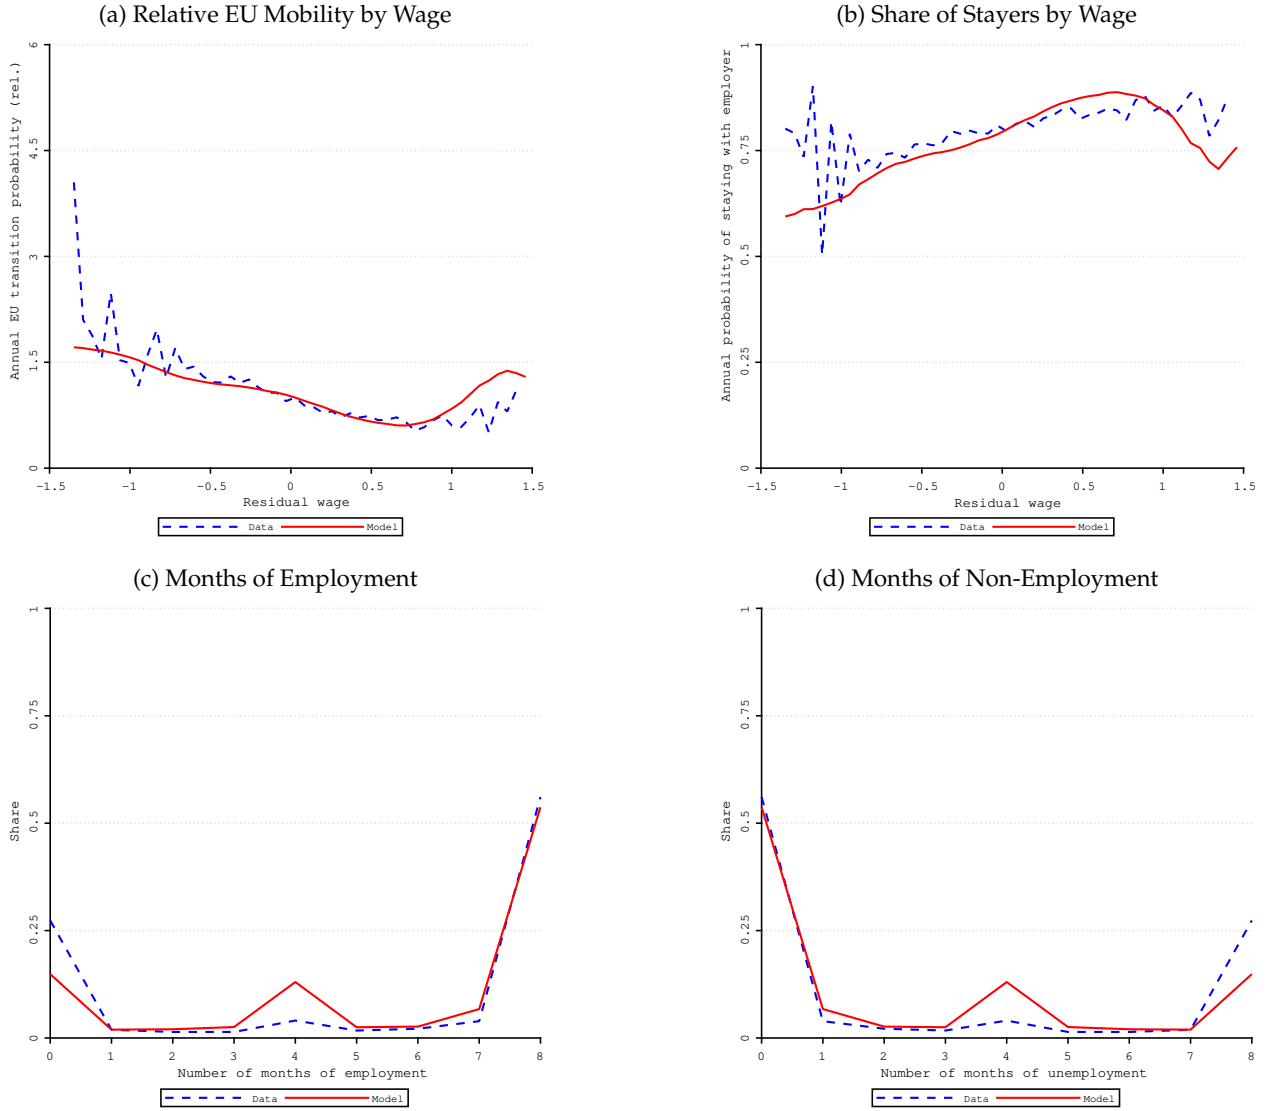 (a) Relative EU Mobility by Wage
Annual EU transition probability (rel.)
6
4.5
3
1.5
0
-1.5 -1 -0.5 0 0.5 1 1.5
Residual wage
Data Model
(b) Share of Stayers by Wage
Annual probability of staying with employer
1
0.75
0.5
0.25
0
-1.5 -1 -0.5 0 0.5 1 1.5
Residual wage
Data Model
(c) Months of Employment
Share
1
0.75
0.5
0.25
0
0 1 2 3 4 5 6 7 8
Number of months of employment
Data Model
(d) Months of Non-Employment
Share
1
0.75
0.5
0.25
0
0 1 2 3 4 5 6 7 8
Number of months of unemployment
Data Model